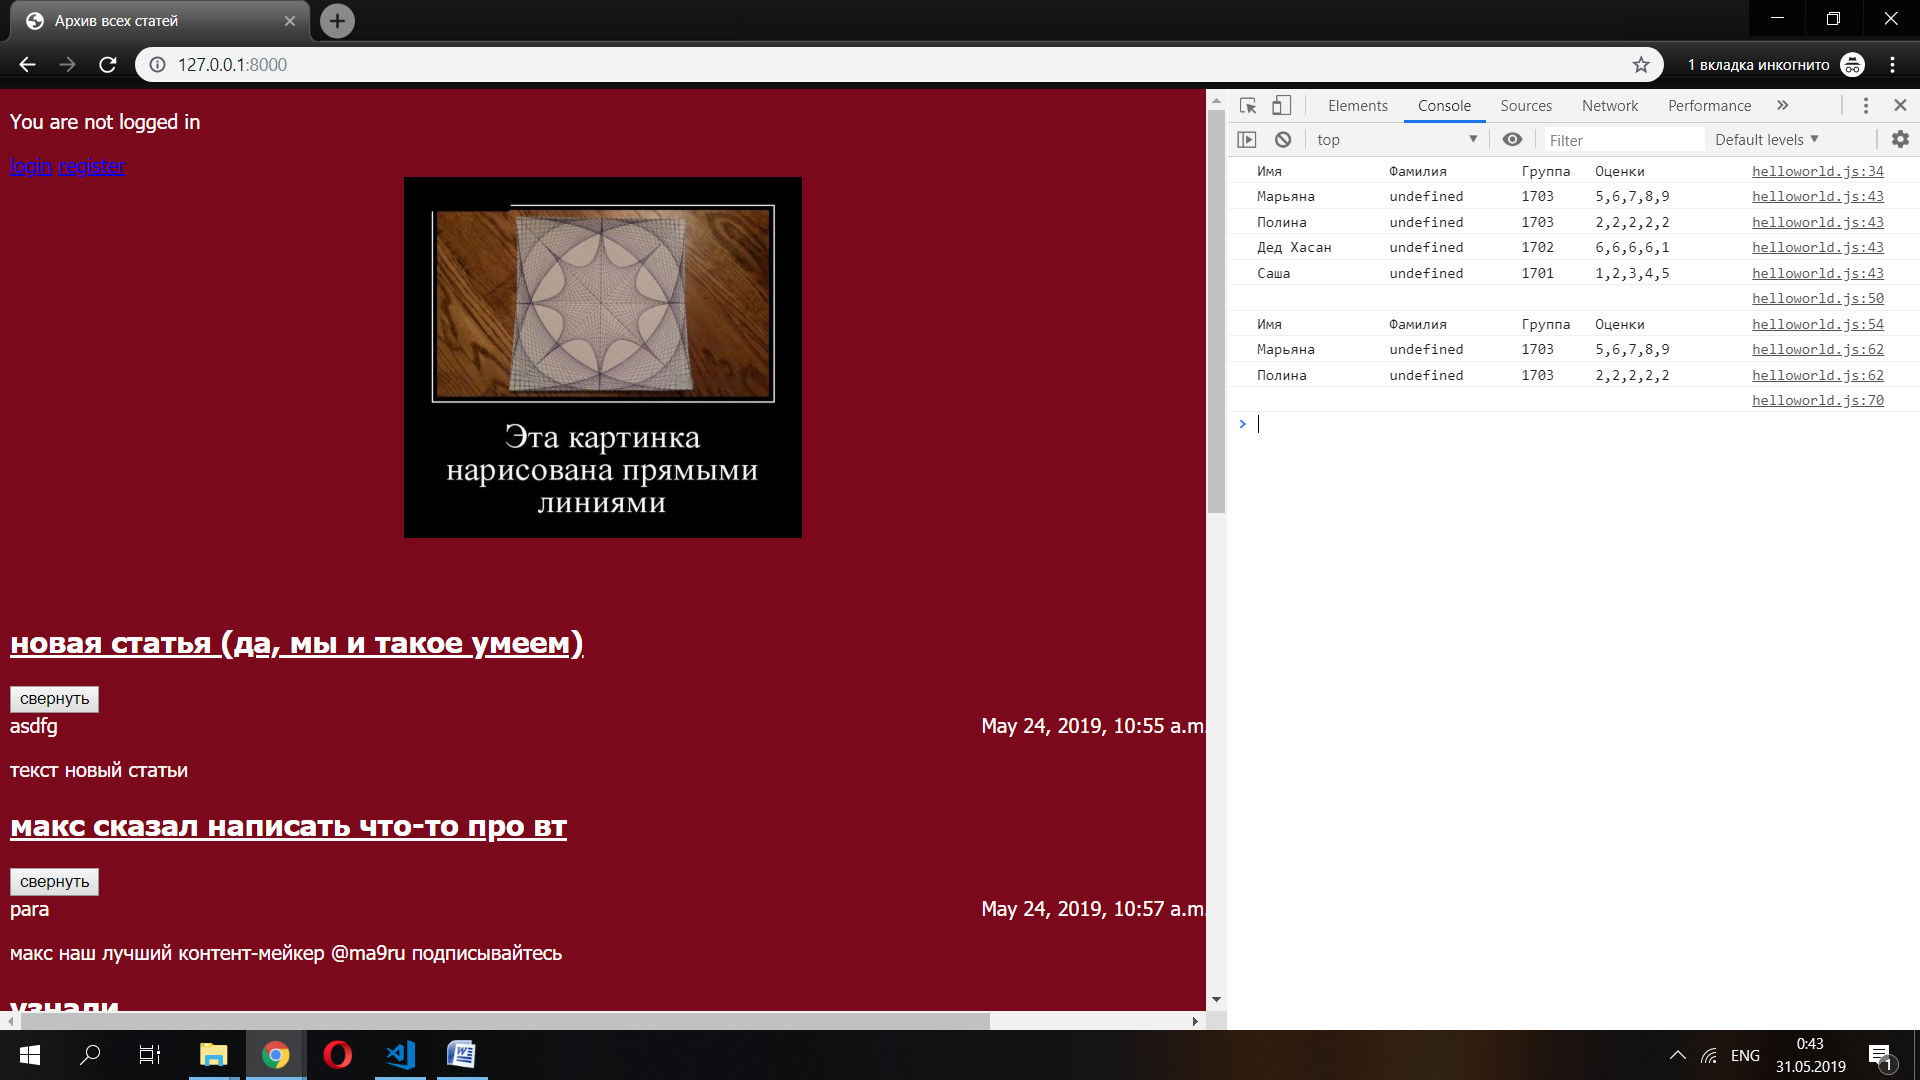 Архив всех статей
127.0.0.1:8000
1 вкладка инкогнито
You are not logged in
login register
Эта картинка
нарисована прямыми
линиями
новая статья (да, мы и такое умеем)
свернуть
asdfg May 24, 2019, 10:55 a.m.
текст новый статьи
макс сказал написать что-то про вт
свернуть
para May 24, 2019, 10:57 a.m.
макс наш лучший контент-мейкер @ma9ru подписывайтесь
узнали
Elements Console Sources Network Performance
top Filter Default levels
Имя Фамилия Группа Оценки helloworld.js:34
Марьяна undefined 1703 5,6,7,8,9 helloworld.js:43
Полина undefined 1703 2,2,2,2,2 helloworld.js:43
Дед Хасан undefined 1702 6,6,6,6,1 helloworld.js:43
Саша undefined 1701 1,2,3,4,5 helloworld.js:43
helloworld.js:50
Имя Фамилия Группа Оценки helloworld.js:54
Марьяна undefined 1703 5,6,7,8,9 helloworld.js:62
Полина undefined 1703 2,2,2,2,2 helloworld.js:62
helloworld.js:70
ENG
0:43
31.05.2019
1